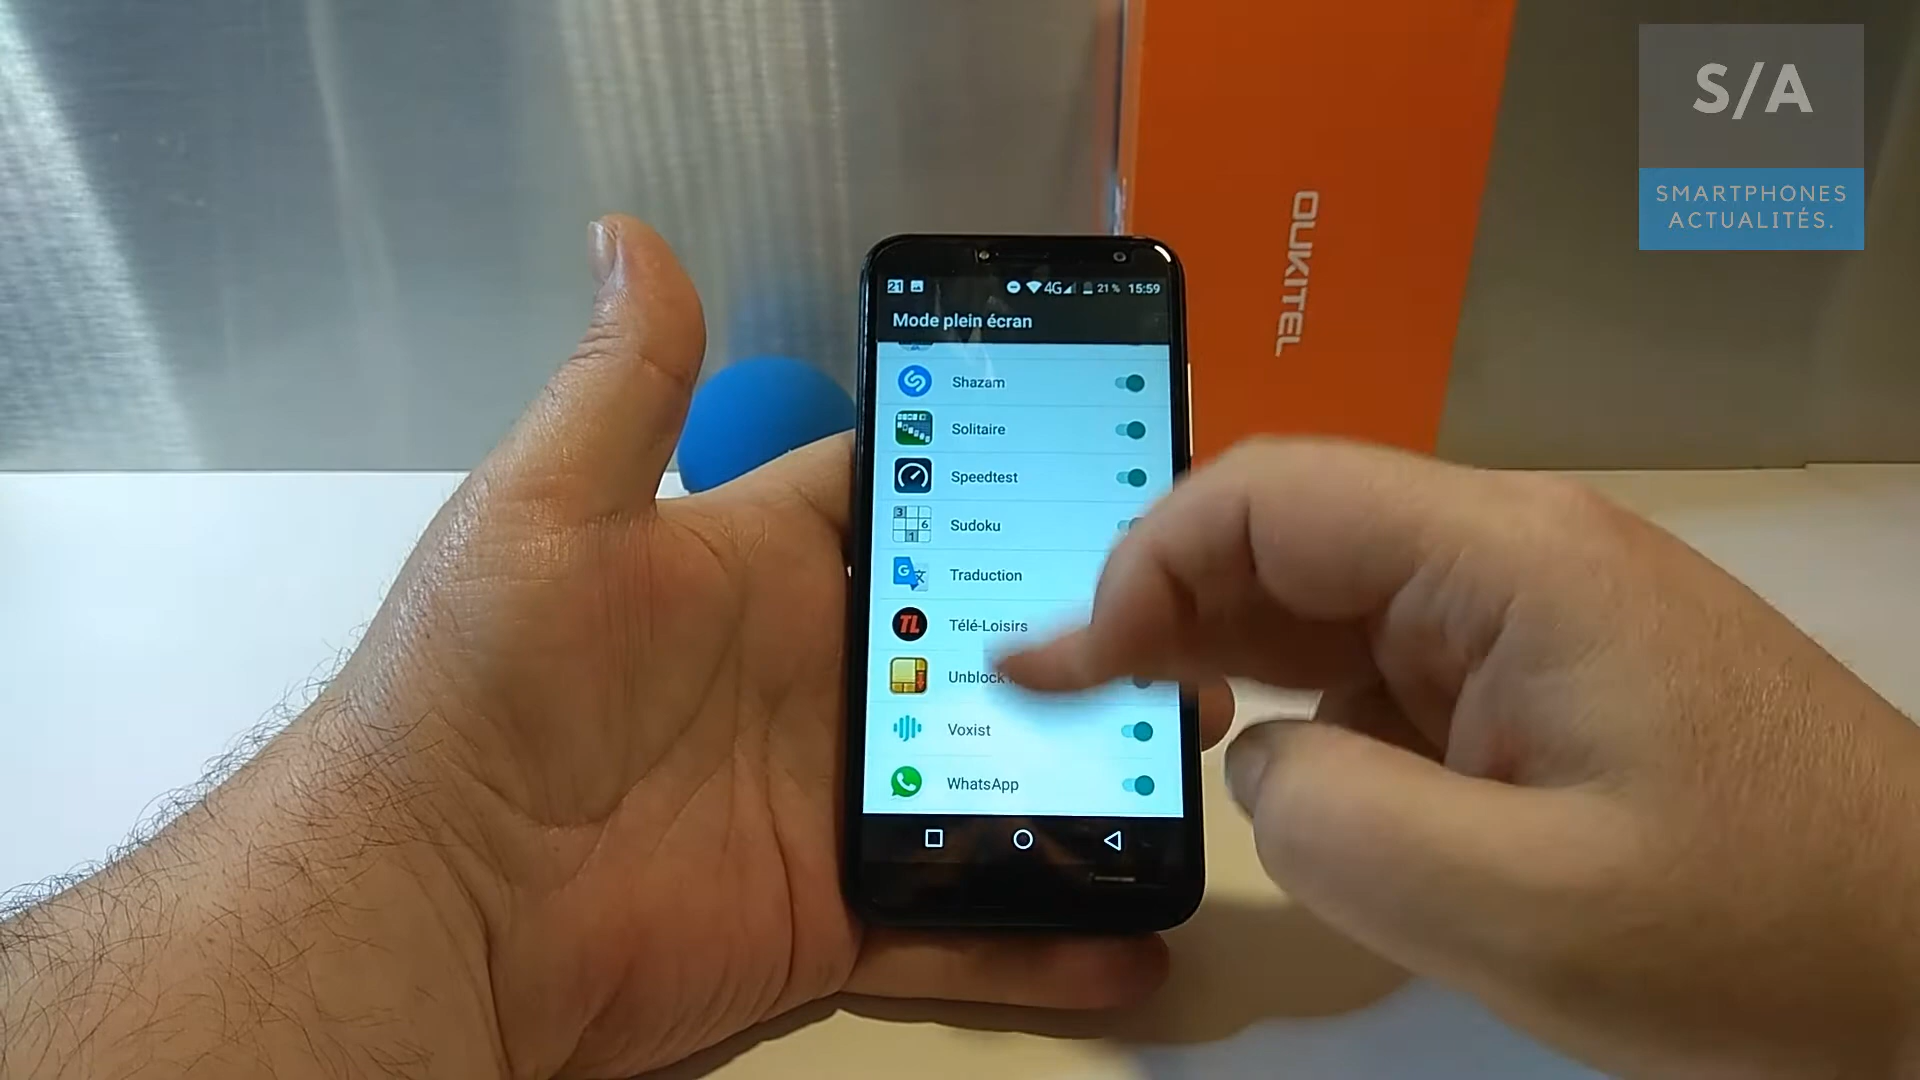 S/A
SMARTPHONES
ACTUALITÉS.
OUKITEL
21 4G 21 % 15:59
Mode plein écran
Shazam
Solitaire
Speedtest
Sudoku
Traduction
Télé-Loisirs
Unblock
Voxist
WhatsApp